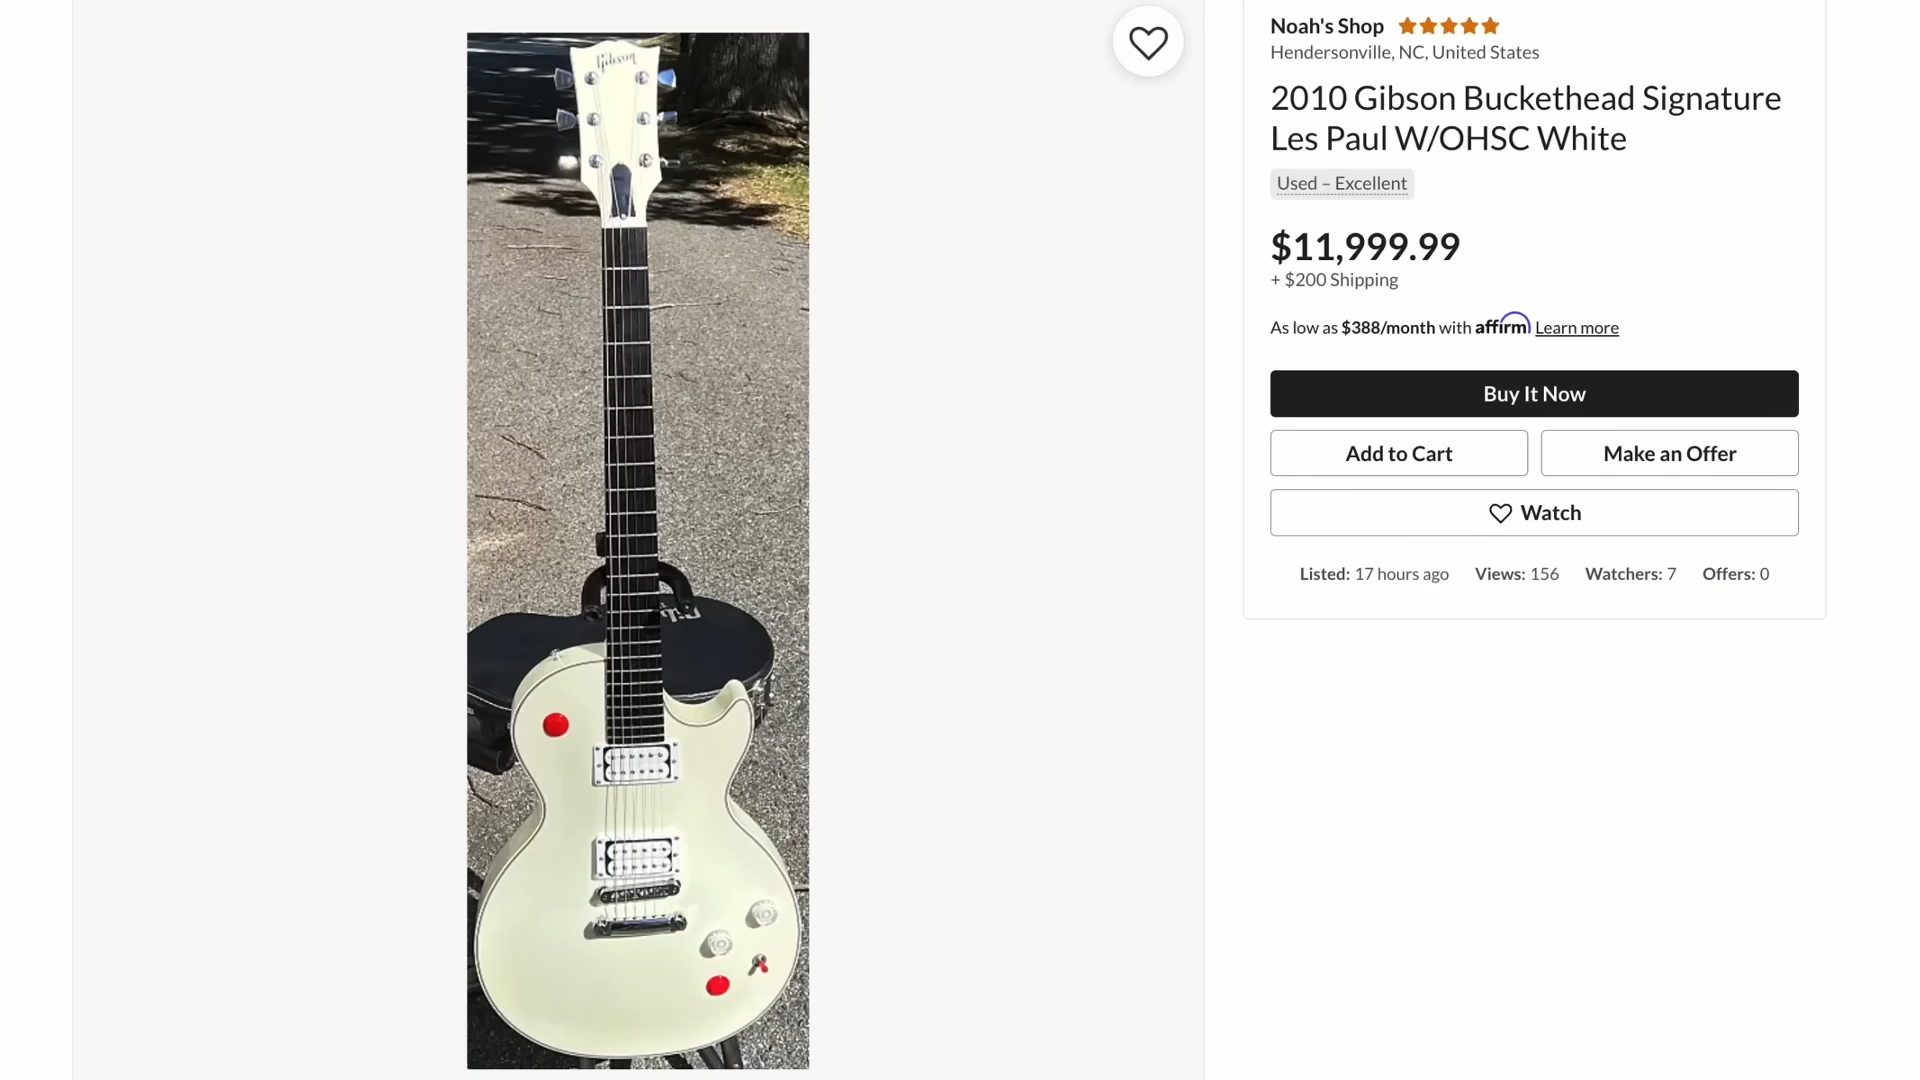 Gibson
Noah's Shop
Hendersonville, NC, United States
2010 Gibson Buckethead Signature
Les Paul W/OHSC White
Used – Excellent
$11,999.99
+ $200 Shipping
As low as $388/month with affirm Learn more
Buy It Now
Add to Cart
Make an Offer
Watch
Listed: 17 hours ago Views: 156 Watchers: 7 Offers: 0